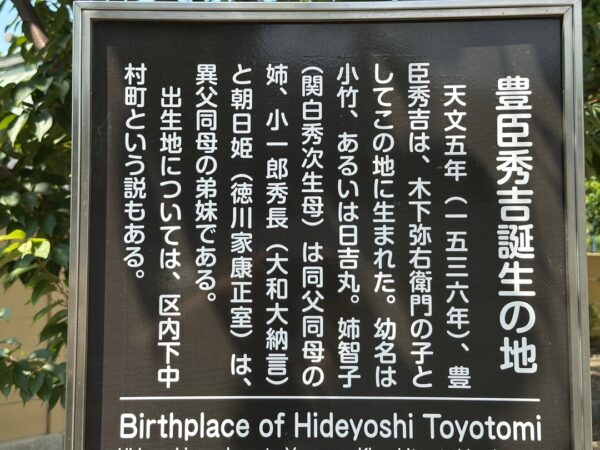 豊臣秀吉誕生の地
天文五年（一五三六年）、豊
臣秀吉は、木下弥右衛門の子と
してこの地に生まれた。幼名は
小竹、あるいは日吉丸。姉智子
（関白秀次生母）は同父同母の
姉、小一郎秀長（大和大納言）
と朝日姫（徳川家康正室）は、
異父同母の弟妹である。
出生地については、区内下中
村町という説もある。
Birthplace of Hideyoshi Toyotomi